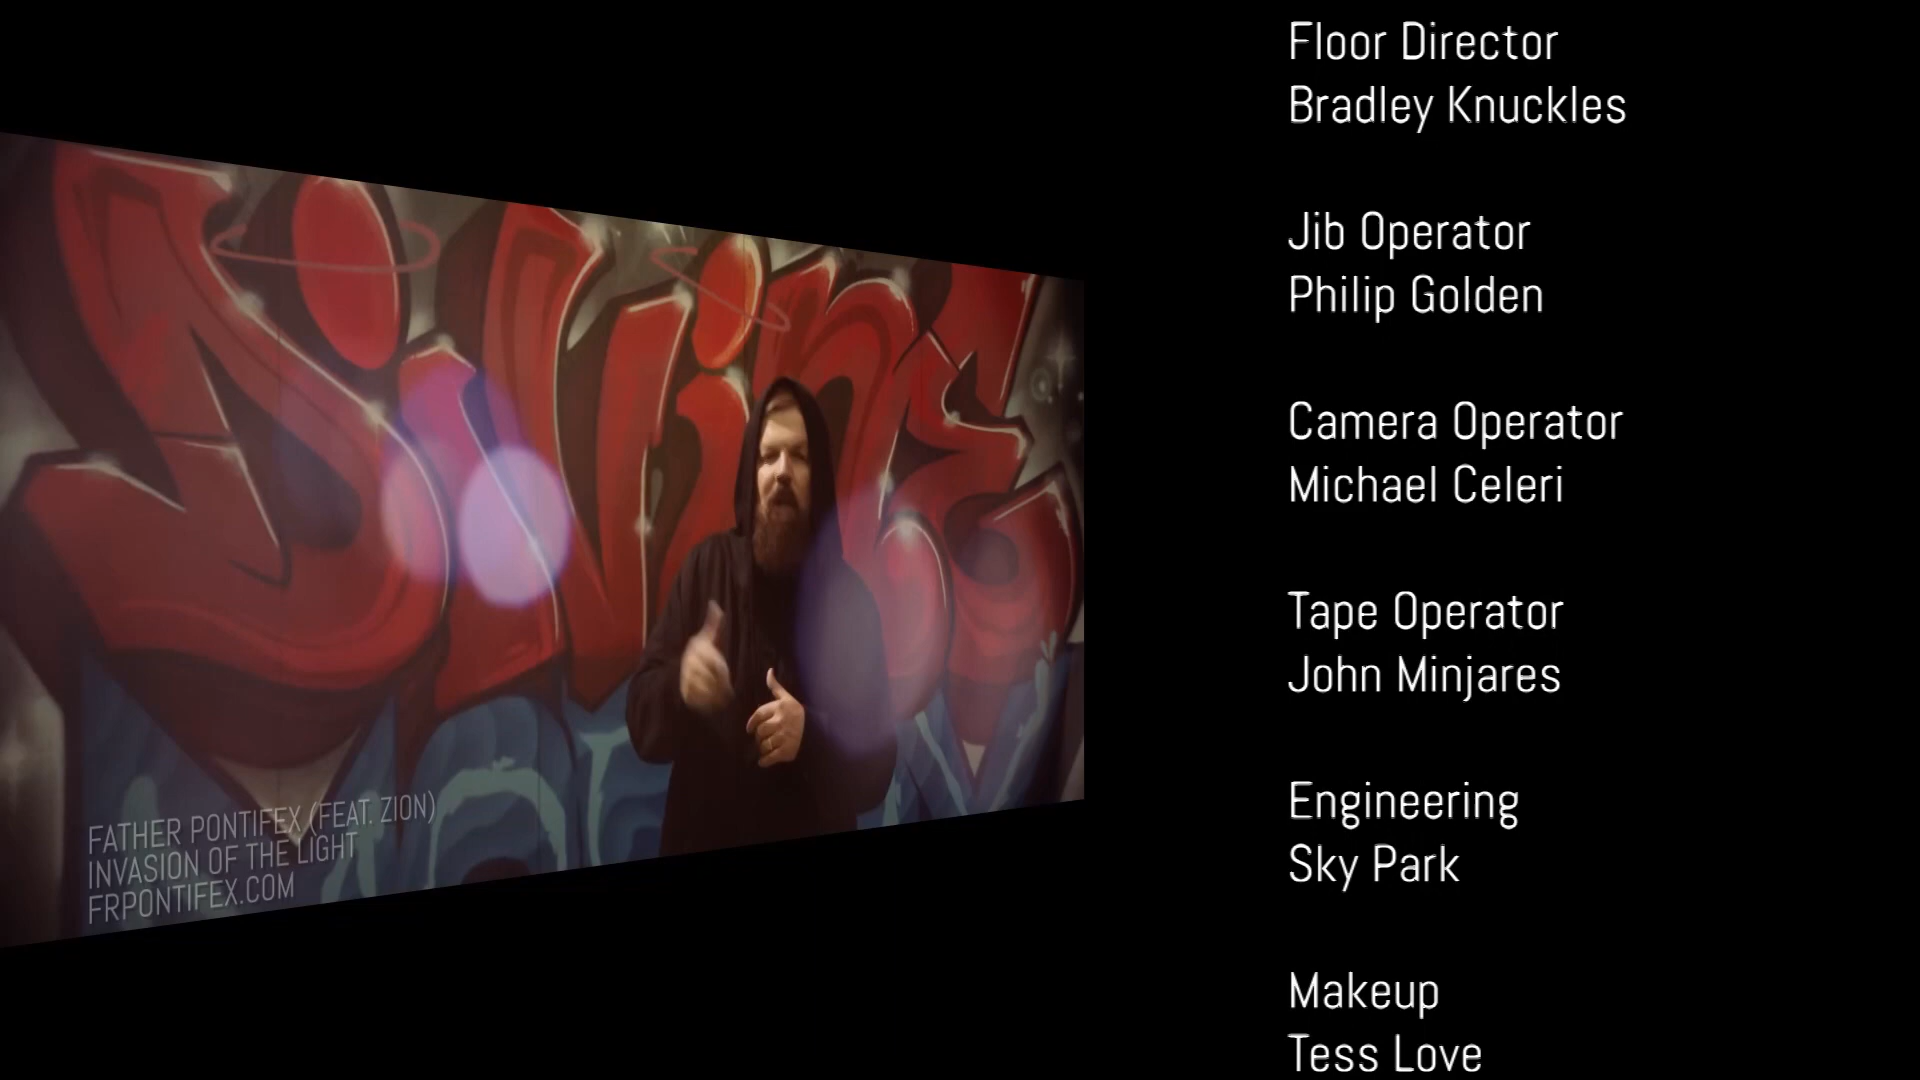 Divine
FATHER PONTIFEX (FEAT. ZION)
INVASION OF THE LIGHT
FRPONTIFEX.COM
Floor Director
Bradley Knuckles
Jib Operator
Philip Golden
Camera Operator
Michael Celeri
Tape Operator
John Minjares
Engineering
Sky Park
Makeup
Tess Love